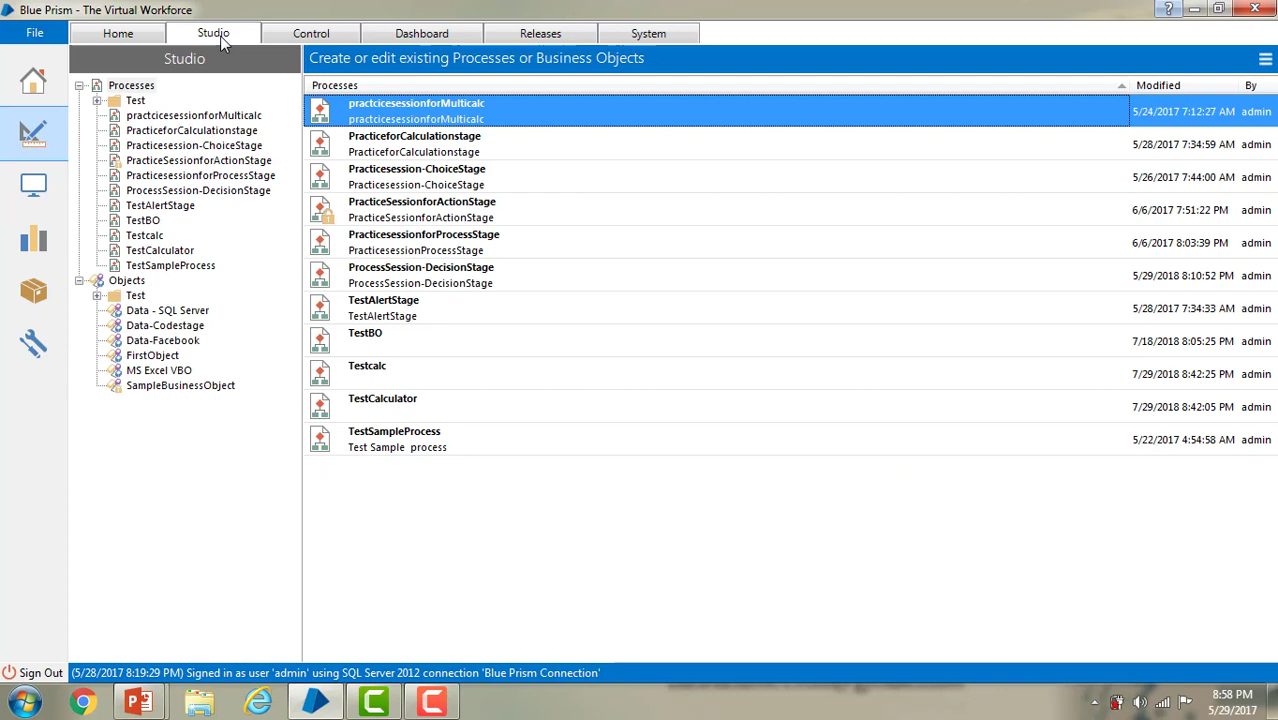 Blue Prism - The Virtual Workforce
File
Home
Studio
Control
Dashboard
Releases
System
Studio
Create or edit existing Processes or Business Objects
Processes
Test
practcicesessionforMulticalc
PracticeforCalculationstage
Practicesession-ChoiceStage
PracticeSessionforActionStage
PracticesessionforProcessStage
ProcessSession-DecisionStage
TestAlertStage
TestBO
Testcalc
TestCalculator
TestSampleProcess
Objects
Test
Data - SQL Server
Data-Codestage
Data-Facebook
FirstObject
MS Excel VBO
SampleBusinessObject
Processes Modified By
practcicesessionforMulticalc
practcicesessionforMulticalc
5/24/2017 7:12:27 AM admin
PracticeforCalculationstage
PracticeforCalculationstage
5/28/2017 7:34:59 AM admin
Practicesession-ChoiceStage
Practicesession-ChoiceStage
5/26/2017 7:44:00 AM admin
PracticeSessionforActionStage
PracticeSessionforActionStage
6/6/2017 7:51:22 PM admin
PracticesessionforProcessStage
PracticesessionProcessStage
6/6/2017 8:03:39 PM admin
ProcessSession-DecisionStage
ProcessSession-DecisionStage
5/29/2018 8:10:52 PM admin
TestAlertStage
TestAlertStage
5/28/2017 7:34:33 AM admin
TestBO
7/18/2018 8:05:25 PM admin
Testcalc
7/29/2018 8:42:25 PM admin
TestCalculator
7/29/2018 8:42:05 PM admin
TestSampleProcess
Test Sample process
5/22/2017 4:54:58 AM admin
Sign Out
(5/28/2017 8:19:29 PM) Signed in as user 'admin' using SQL Server 2012 connection 'Blue Prism Connection'
8:58 PM
5/29/2017